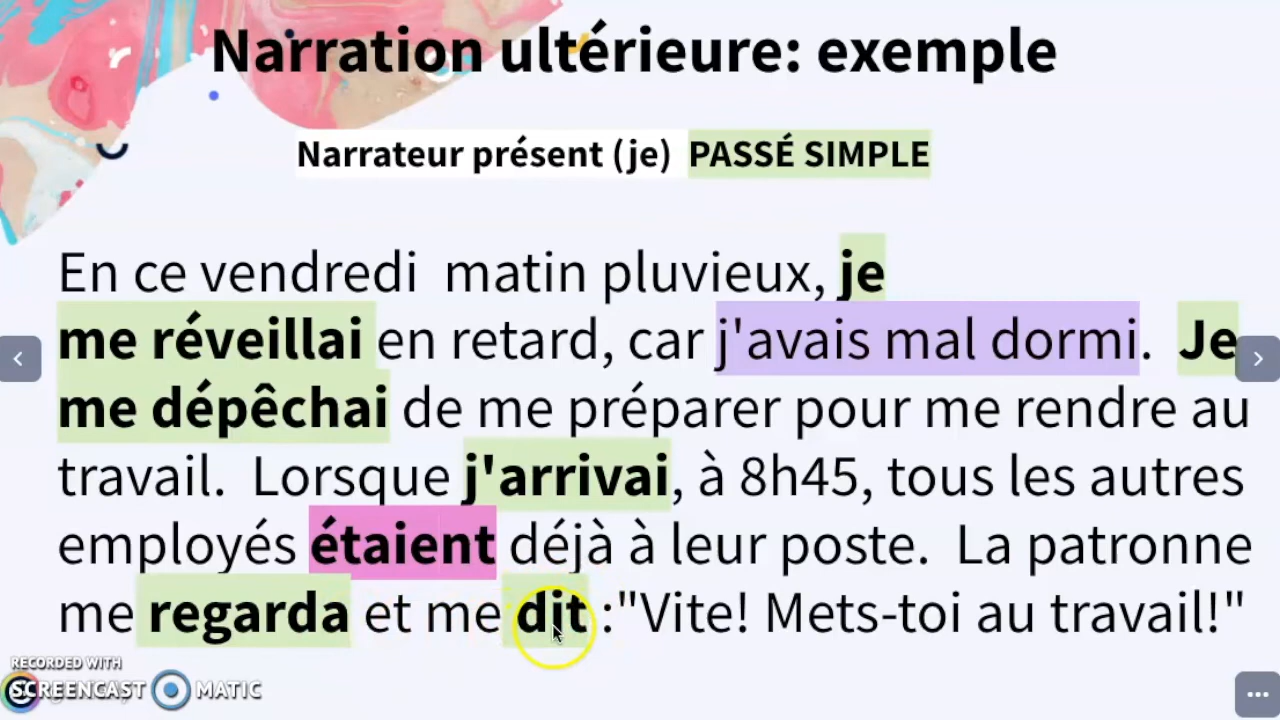 Narration ultérieure: exemple
Narrateur présent (je) PASSÉ SIMPLE
En ce vendredi matin pluvieux, je
me réveillai en retard, car j'avais mal dormi. Je
me dépêchai de me préparer pour me rendre au
travail. Lorsque j'arrivai, à 8h45, tous les autres
employés étaient déjà à leur poste. La patronne
me regarda et me dit :"Vite! Mets-toi au travail!"
RECORDED WITH
SCREENCAST MATIC